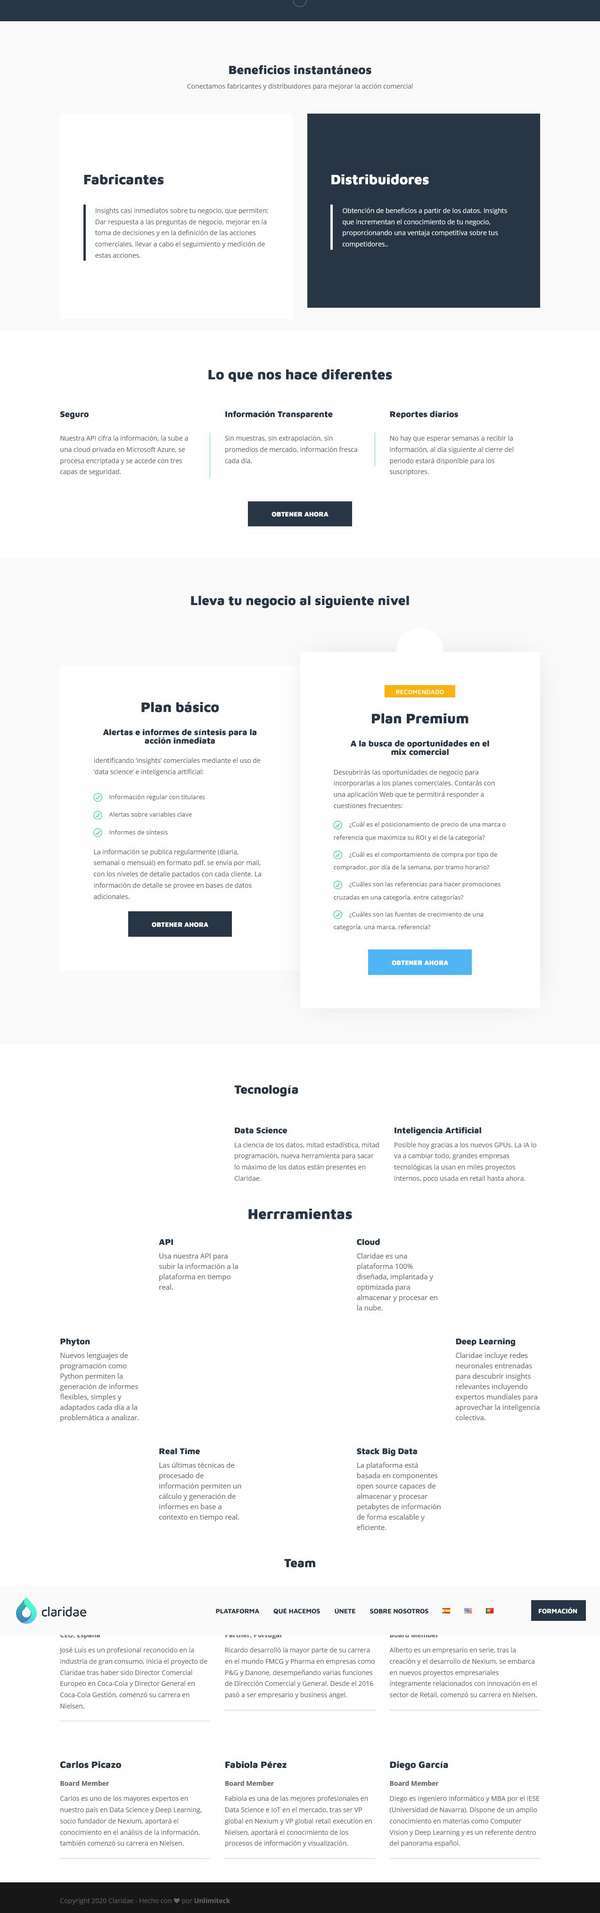 Beneficios instantáneos
Conectamos fabricantes y distribuidores para mejorar la acción comercial
Fabricantes
Insights casi inmediatos sobre tu negocio, que permiten:
Dar respuesta a las preguntas de negocio, mejorar en la
toma de decisiones y en la definición de las acciones
comerciales, llevar a cabo el seguimiento y medición de
estas acciones.
Distribuidores
Obtención de beneficios a partir de los datos. Insights
que incrementan el conocimiento de tu negocio,
proporcionando una ventaja competitiva sobre tus
competidores..
Lo que nos hace diferentes
Seguro
Nuestra API cifra la información, la sube a
una cloud privada en Microsoft Azure, se
procesa encriptada y se accede con tres
capas de seguridad.
Información Transparente
Sin muestras, sin extrapolación, sin
promedios de mercado, información fresca
cada día.
Reportes diarios
No hay que esperar semanas a recibir la
información, al día siguiente al cierre del
periodo estará disponible para los
suscriptores.
OBTENER AHORA
Lleva tu negocio al siguiente nivel
Plan básico
Alertas e informes de síntesis para la
acción inmediata
Identificando 'insights' comerciales mediante el uso de
'data science' e inteligencia artificial:
Información regular con titulares
Alertas sobre variables clave
Informes de síntesis
La información se publica regularmente (diaria,
semanal o mensual) en formato pdf, se envía por mail,
con los niveles de detalle pactados con cada cliente. La
información de detalle se provee en bases de datos
adicionales.
OBTENER AHORA
RECOMENDADO
Plan Premium
A la busca de oportunidades en el
mix comercial
Descubrirás las oportunidades de negocio para
incorporarlas a los planes comerciales. Contarás con
una aplicación Web que te permitirá responder a
cuestiones frecuentes:
¿Cuál es el posicionamiento de precio de una marca o
referencia que maximiza su ROI y el de la categoría?
¿Cuál es el comportamiento de compra por tipo de
comprador, por día de la semana, por tramo horario?
¿Cuáles son las referencias para hacer promociones
cruzadas en una categoría, entre categorías?
¿Cuáles son las fuentes de crecimiento de una
categoría, una marca, referencia?
OBTENER AHORA
Tecnología
Data Science
La ciencia de los datos, mitad estadística, mitad
programación, nueva herramienta para sacar
lo máximo de los datos están presentes en
Claridae.
Inteligencia Artificial
Posible hoy gracias a los nuevos GPUs. La IA lo
va a cambiar todo, grandes empresas
tecnológicas la usan en miles proyectos
internos, poco usada en retail hasta ahora.
Herrramientas
API
Usa nuestra API para
subir la información a la
plataforma en tiempo
real.
Cloud
Claridae es una
plataforma 100%
diseñada, implantada y
optimizada para
almacenar y procesar en
la nube.
Phyton
Nuevos lenguajes de
programación como
Python permiten la
generación de informes
flexibles, simples y
adaptados cada día a la
problemática a analizar.
Deep Learning
Claridae incluye redes
neuronales entrenadas
para descubrir insights
relevantes incluyendo
expertos mundiales para
aprovechar la inteligencia
colectiva.
Real Time
Las últimas técnicas de
procesado de
información permiten un
cálculo y generación de
informes en base a
contexto en tiempo real.
Stack Big Data
La plataforma está
basada en componentes
open source capaces de
almacenar y procesar
petabytes de información
de forma escalable y
eficiente.
Team
claridae
PLATAFORMA QUÉ HACEMOS ÚNETE SOBRE NOSOTROS FORMACIÓN
CEO, España
José Luis es un profesional reconocido en la
industria de gran consumo, inicia el proyecto de
Claridae tras haber sido Director Comercial
Europeo en Coca-Cola y Director General en
Coca-Cola Gestión, comenzó su carrera en
Nielsen.
Partner, Portugal
Ricardo desarrolló la mayor parte de su carrera
en el mundo FMCG y Pharma en empresas como
P&G y Danone, desempeñando varias funciones
de Dirección Comercial y General. Desde el 2016
pasó a ser empresario y business angel.
Board Member
Alberto es un empresario en serie, tras la
creación y el desarrollo de Nexium, se embarca
en nuevos proyectos empresariales
íntegramente relacionados con innovación en el
sector de Retail, comenzó su carrera en Nielsen.
Carlos Picazo
Board Member
Carlos es uno de los mayores expertos en
nuestro país en Data Science y Deep Learning,
socio fundador de Nexium, aportará el
conocimiento en el análisis de la información,
también comenzó su carrera en Nielsen.
Fabiola Pérez
Board Member
Fabiola es una de las mejores profesionales en
Data Science e IoT en el mercado, tras ser VP
global en Nexium y VP global retail execution en
Nielsen, aportará el conocimiento de los
procesos de información y visualización.
Diego García
Board Member
Diego es ingeniero informático y MBA por el IESE
(Universidad de Navarra). Dispone de un amplio
conocimiento en materias como Computer
Vision y Deep Learning y es un referente dentro
del panorama español.
Copyright 2020 Claridae - Hecho con ❤ por Unlimiteck